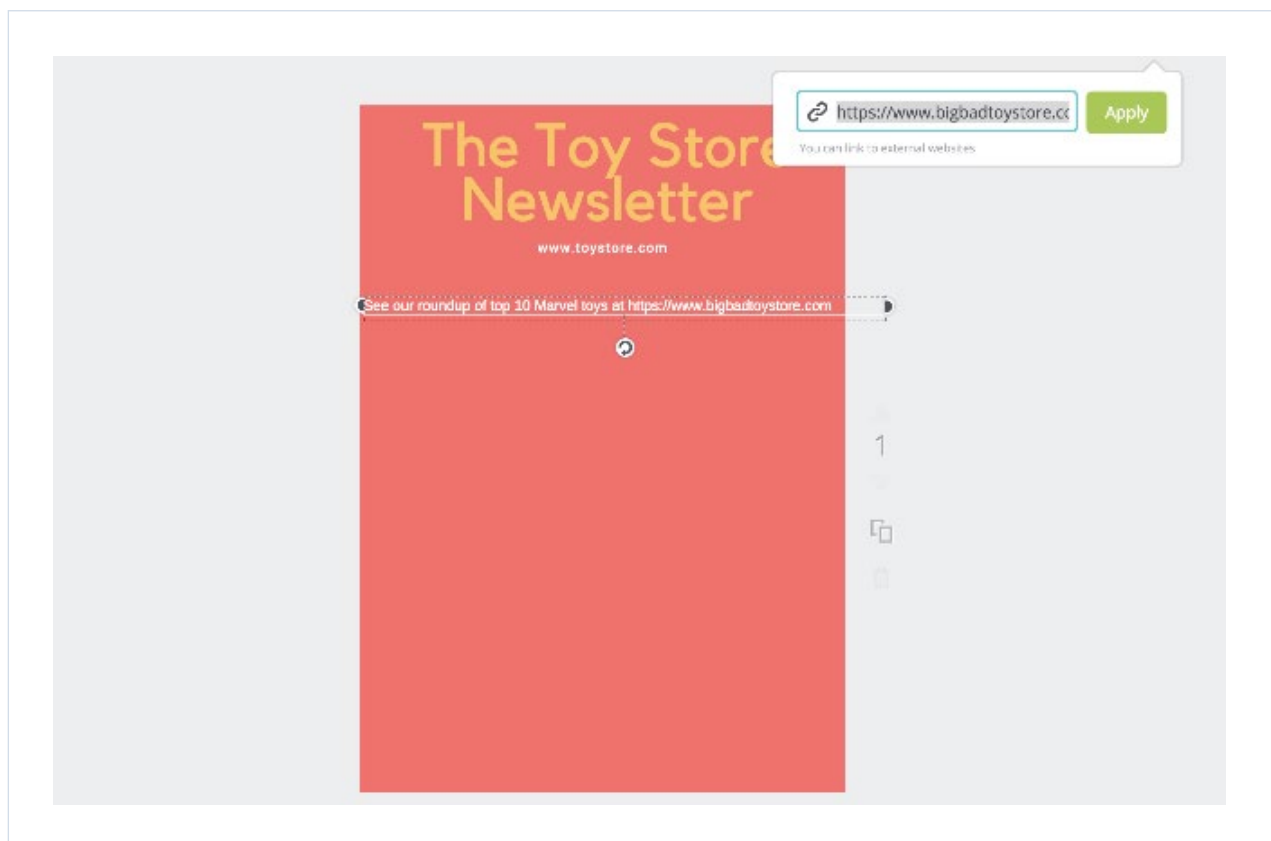 https://www.bigbadtoystore.cc
Apply
You can link to external websites
The Toy Store
Newsletter
www.toystore.com
See our roundup of top 10 Marvel toys at https://www.bigbadtoystore.com
1